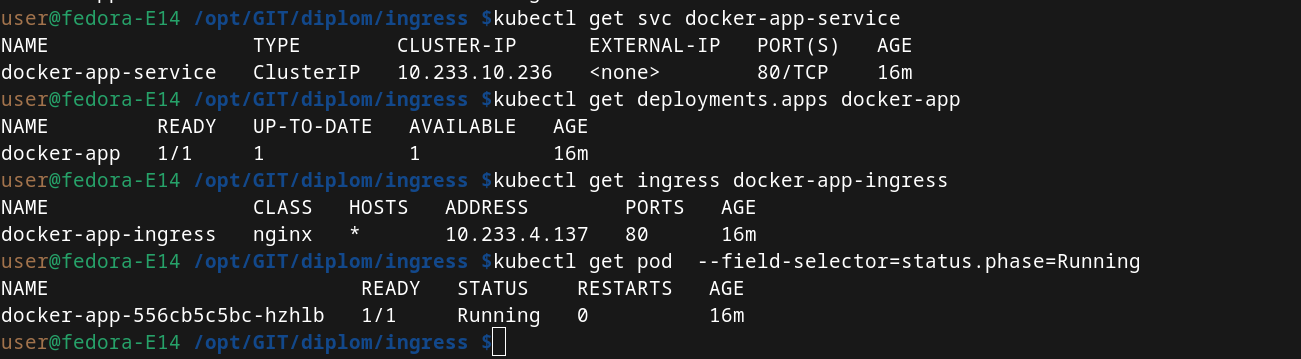 user@fedora-E14 /opt/GIT/diplom/ingress $kubectl get svc docker-app-service
NAME                 TYPE        CLUSTER-IP      EXTERNAL-IP   PORT(S)   AGE
docker-app-service   ClusterIP   10.233.10.236   <none>        80/TCP    16m
user@fedora-E14 /opt/GIT/diplom/ingress $kubectl get deployments.apps docker-app
NAME         READY   UP-TO-DATE   AVAILABLE   AGE
docker-app   1/1     1            1           16m
user@fedora-E14 /opt/GIT/diplom/ingress $kubectl get ingress docker-app-ingress
NAME                 CLASS   HOSTS   ADDRESS        PORTS   AGE
docker-app-ingress   nginx   *       10.233.4.137   80      16m
user@fedora-E14 /opt/GIT/diplom/ingress $kubectl get pod  --field-selector=status.phase=Running
NAME                          READY   STATUS    RESTARTS   AGE
docker-app-556cb5c5bc-hzhlb   1/1     Running   0          16m
user@fedora-E14 /opt/GIT/diplom/ingress $